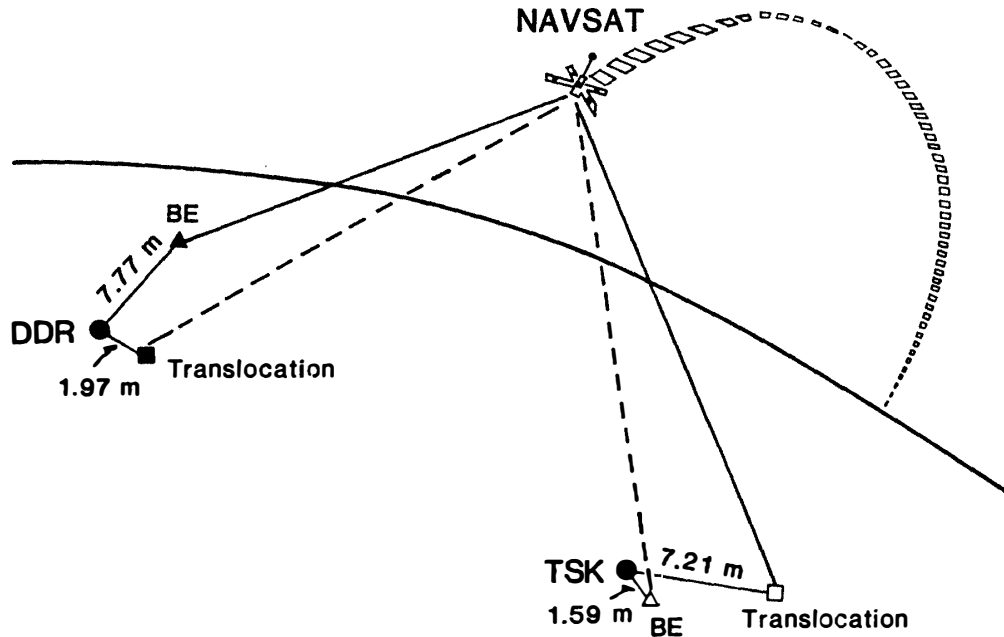 NAVSAT
BE
7.77 m
DDR
Translocation
1.97 m
TSK
7.21 m
1.59 m
BE
Translocation